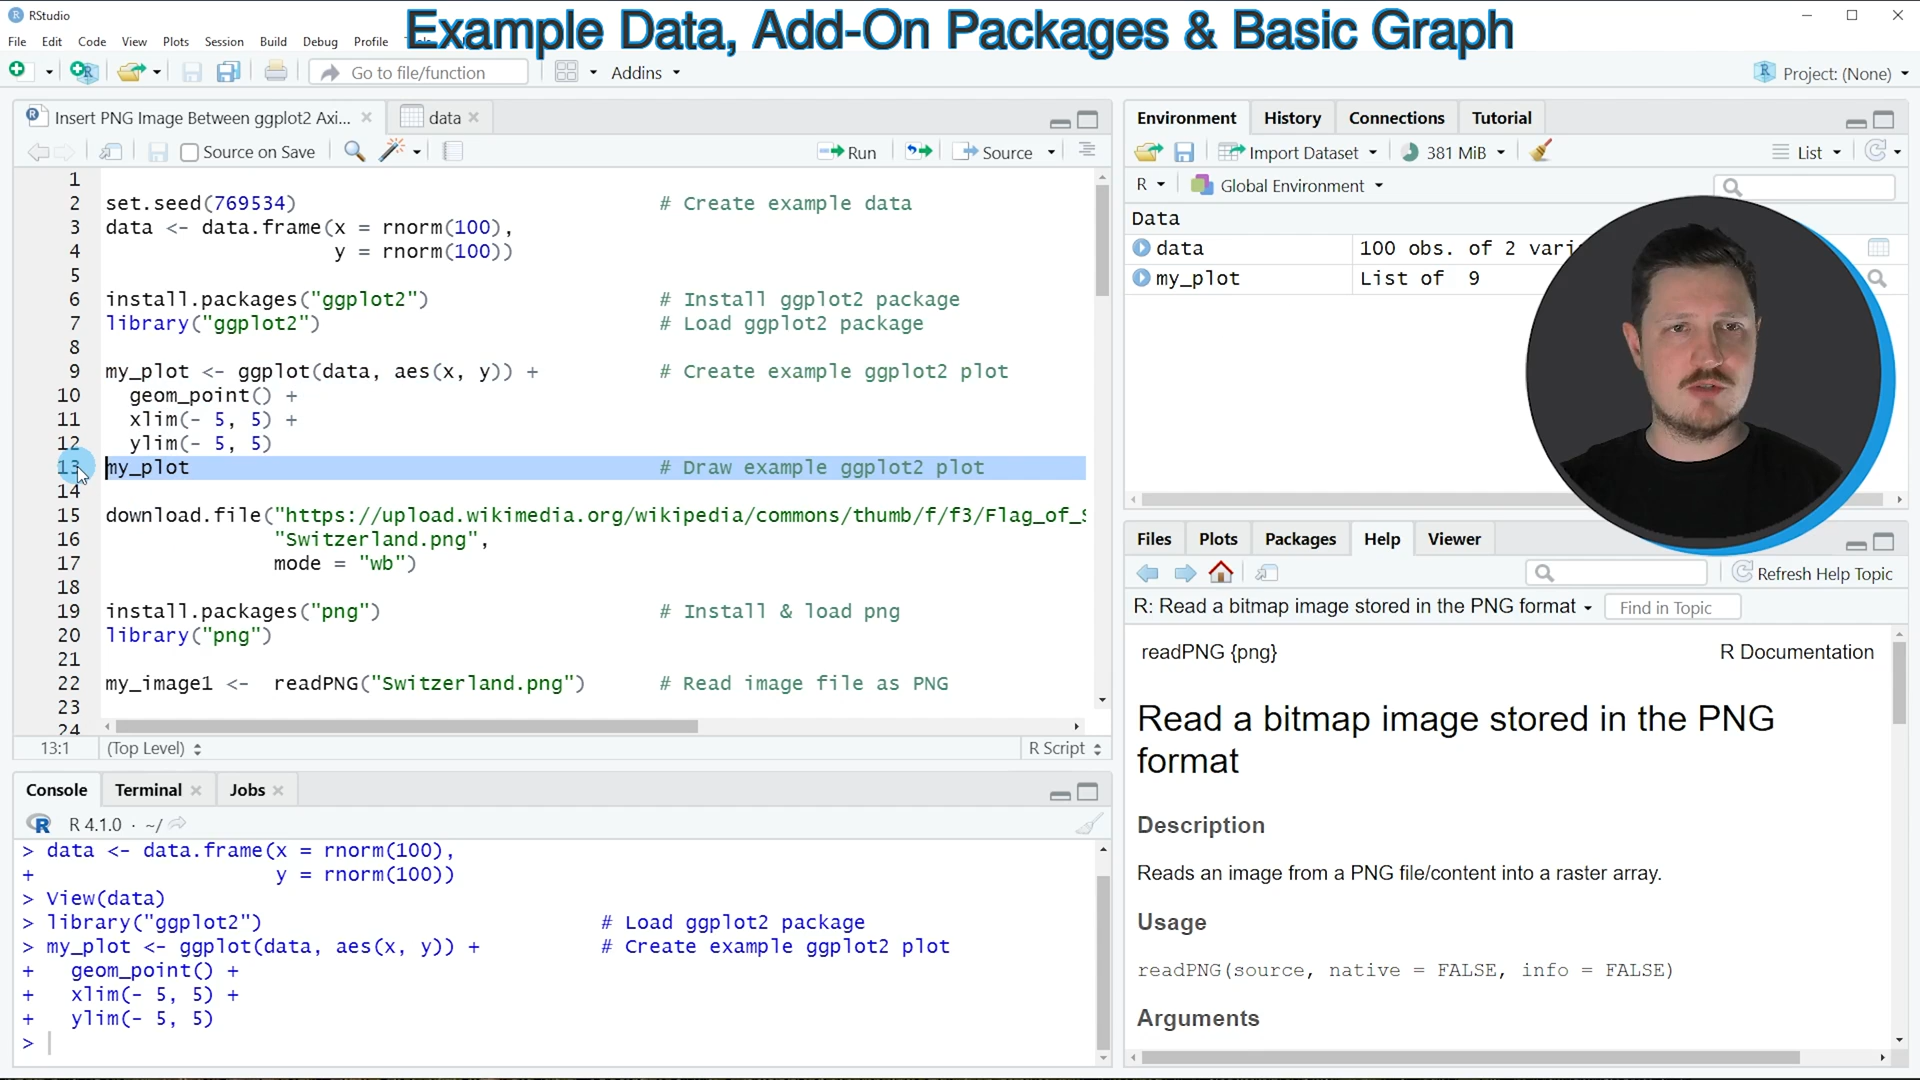 RStudio
Example Data, Add-On Packages & Basic Graph
File Edit Code View Plots Session Build Debug Profile
Go to file/function
Addins
Project: (None)
Insert PNG Image Between ggplot2 Axi...
data
Source on Save
Run
Source
1
2 set.seed(769534) # Create example data
3 data <- data.frame(x = rnorm(100),
4 y = rnorm(100))
5
6 install.packages("ggplot2") # Install ggplot2 package
7 library("ggplot2") # Load ggplot2 package
8
9 my_plot <- ggplot(data, aes(x, y)) + # Create example ggplot2 plot
10 geom_point() +
11 xlim(- 5, 5) +
12 ylim(- 5, 5)
13 my_plot # Draw example ggplot2 plot
14
15 download.file("https://upload.wikimedia.org/wikipedia/commons/thumb/f/f3/Flag_of_S
16 "Switzerland.png",
17 mode = "wb")
18
19 install.packages("png") # Install & load png
20 library("png")
21
22 my_image1 <- readPNG("Switzerland.png") # Read image file as PNG
23
24
13:1 (Top Level) R Script
Console Terminal Jobs
R 4.1.0 · ~/
> data <- data.frame(x = rnorm(100),
+ y = rnorm(100))
> View(data)
> library("ggplot2") # Load ggplot2 package
> my_plot <- ggplot(data, aes(x, y)) + # Create example ggplot2 plot
+ geom_point() +
+ xlim(- 5, 5) +
+ ylim(- 5, 5)
>
Environment History Connections Tutorial
Import Dataset 381 MiB List
R Global Environment
Data
data 100 obs. of 2 vari
my_plot List of 9
Files Plots Packages Help Viewer
Refresh Help Topic
R: Read a bitmap image stored in the PNG format Find in Topic
readPNG {png} R Documentation
Read a bitmap image stored in the PNG
format
Description
Reads an image from a PNG file/content into a raster array.
Usage
readPNG(source, native = FALSE, info = FALSE)
Arguments